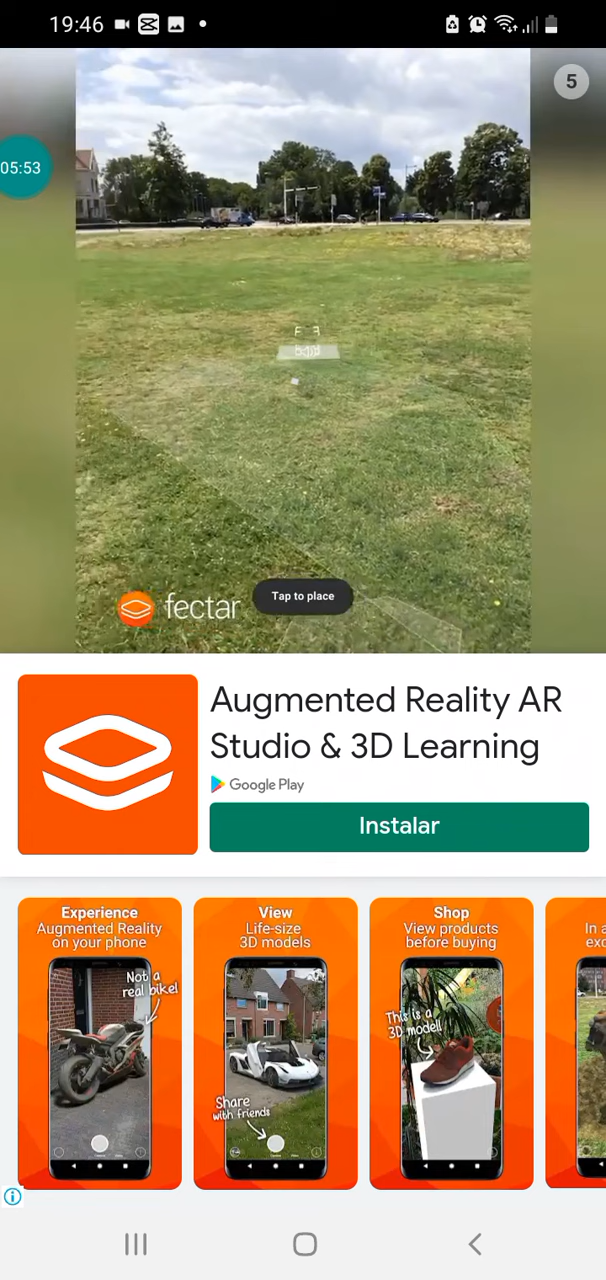 19:46
5
05:53
fectar
Tap to place
Augmented Reality AR
Studio & 3D Learning
Google Play
Instalar
Experience
Augmented Reality
on your phone
Not a
real bike!
View
Life-size
3D models
Share
with friends
Shop
View products
before buying
This is a
3D model!
In a
exc